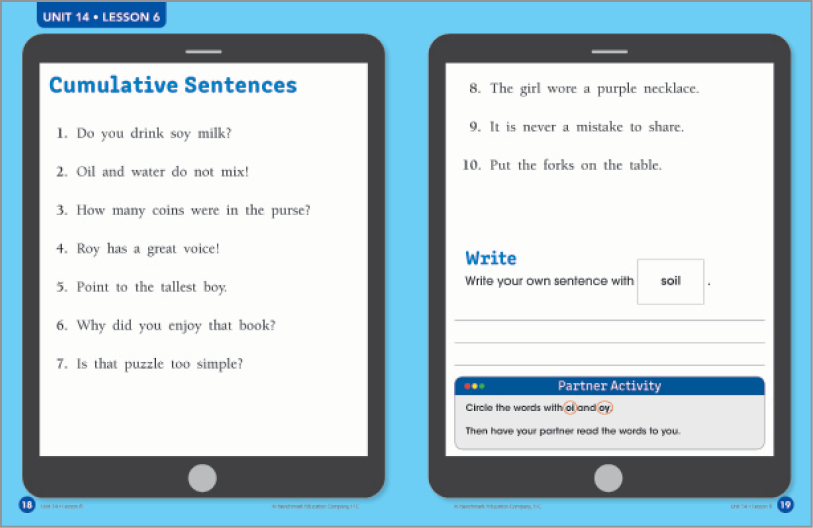 UNIT 14 • LESSON 6
Cumulative Sentences
1. Do you drink soy milk?
2. Oil and water do not mix!
3. How many coins were in the purse?
4. Roy has a great voice!
5. Point to the tallest boy.
6. Why did you enjoy that book?
7. Is that puzzle too simple?
18 Unit 14 • Lesson 6
© Benchmark Education Company, LLC
8. The girl wore a purple necklace.
9. It is never a mistake to share.
10. Put the forks on the table.
Write
Write your own sentence with soil .
Partner Activity
Circle the words with oi and oy.
Then have your partner read the words to you.
© Benchmark Education Company, LLC
Unit 14 • Lesson 6 19